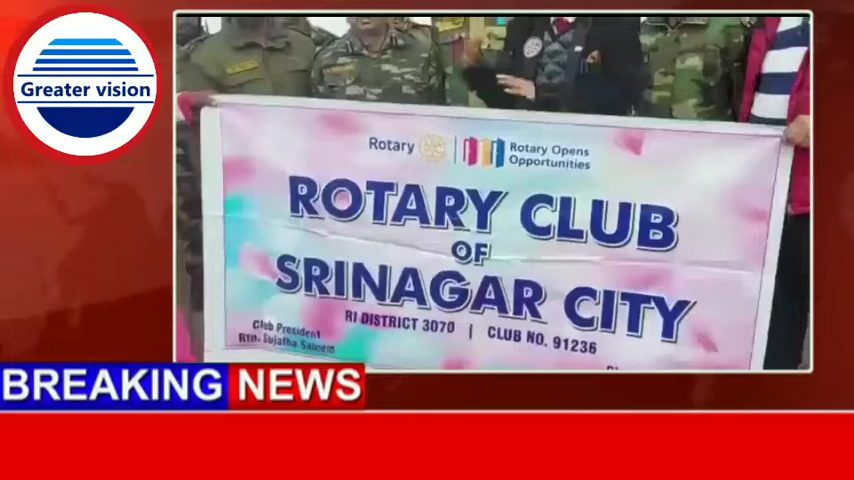 Greater vision
Rotary
Rotary Opens
Opportunities
ROTARY CLUB
OF
SRINAGAR CITY
RI DISTRICT 3070 | CLUB NO. 91236
Club President
Rtn. Sujatha Saleem
BREAKING NEWS